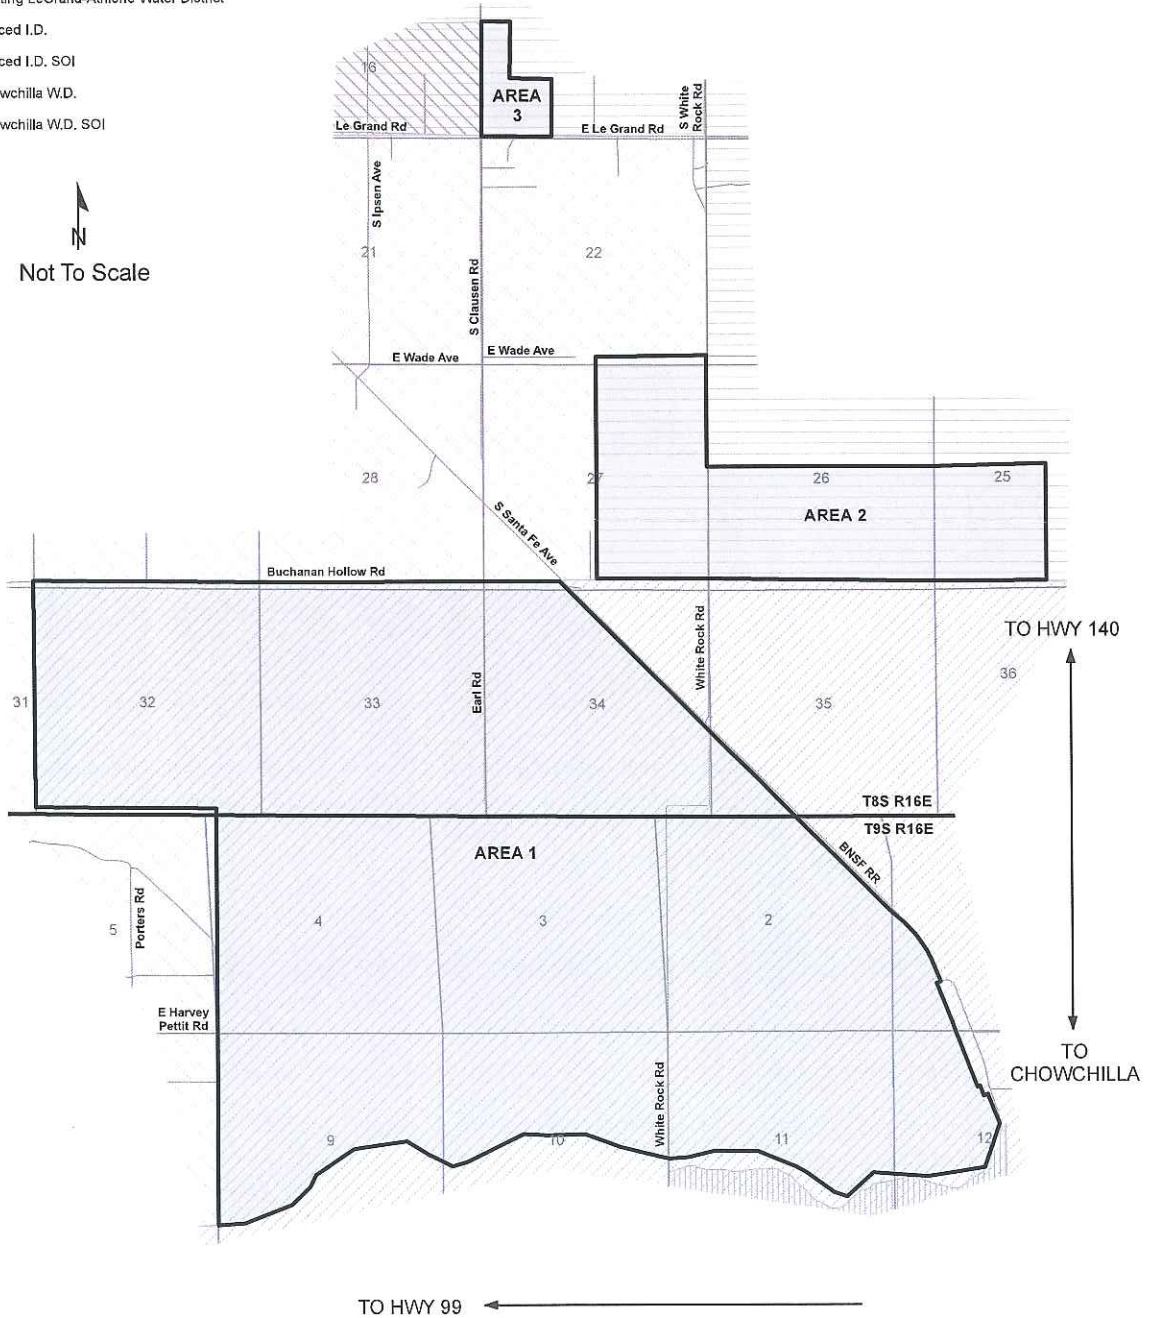 LeGrand-Athlone Water District
I.D.
I.D. SOI
W.D.
W.D. SOI
N
Not To Scale
16
AREA
3
S White
Rock Rd
Le Grand Rd
E Le Grand Rd
S Ipsen Ave
21
22
S Clausen Rd
E Wade Ave
E Wade Ave
28
27
26
25
S Santa Fe Ave
AREA 2
Buchanan Hollow Rd
TO HWY 140
White Rock Rd
36
31
32
33
Earl Rd
34
35
T8S R16E
T9S R16E
AREA 1
BNSF RR
Porters Rd
5
4
3
2
E Harvey
Pettit Rd
TO
CHOWCHILLA
White Rock Rd
9
10
11
12
TO HWY 99